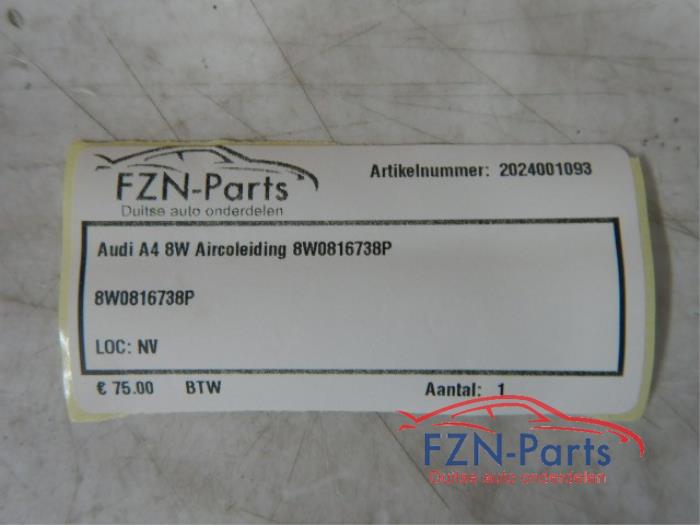 FZN-Parts
Duitse auto onderdelen
Artikelnummer: 2024001093
Audi A4 8W Aircoleiding 8W0816738P
8W0816738P
LOC: NV
€ 75.00 BTW Aantal: 1
FZN-Parts
Duitse auto onderdelen